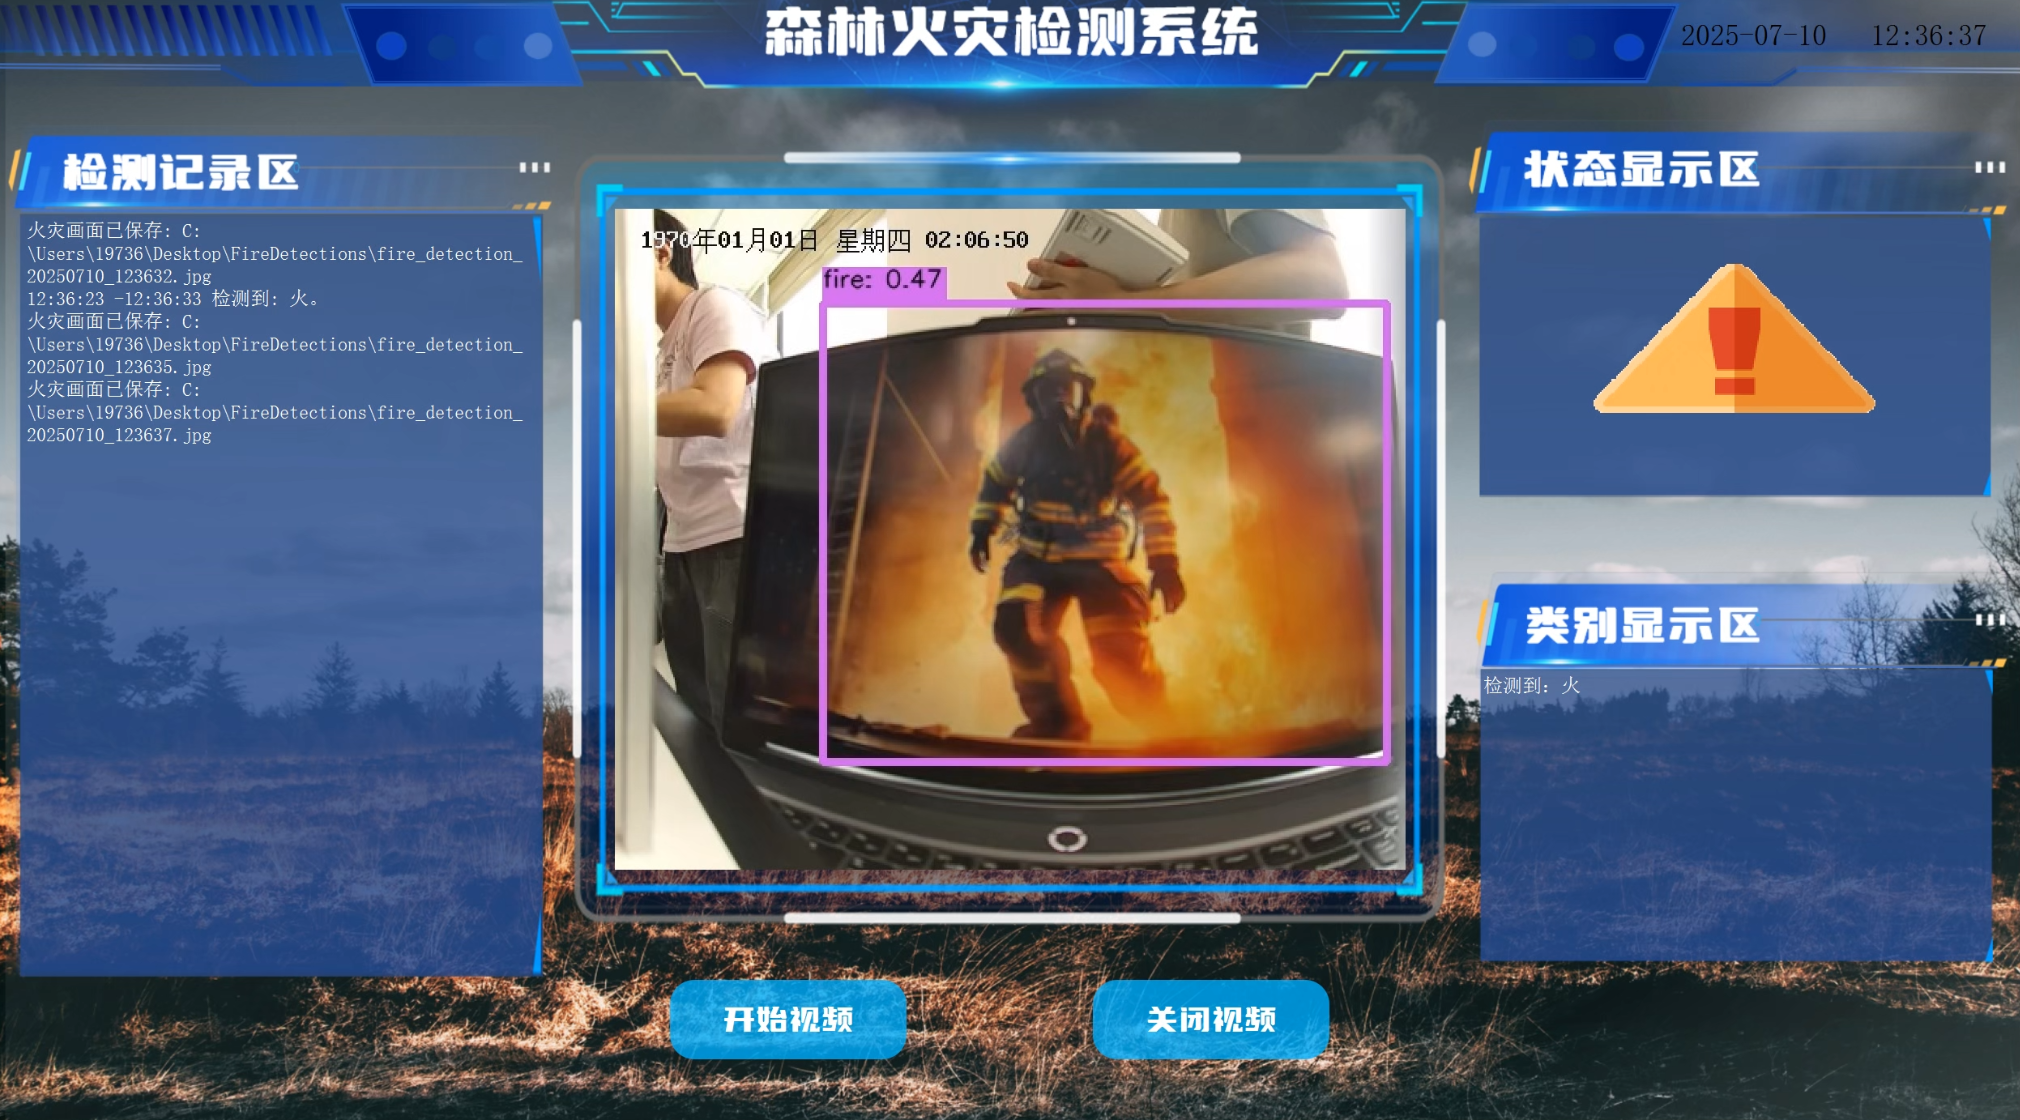 森林火灾检测系统
2025-07-10 12:36:37
检测记录区
火灾画面已保存: C:
\Users\19736\Desktop\FireDetections\fire_detection_
20250710_123632.jpg
12:36:23 -12:36:33 检测到: 火。
火灾画面已保存: C:
\Users\19736\Desktop\FireDetections\fire_detection_
20250710_123635.jpg
火灾画面已保存: C:
\Users\19736\Desktop\FireDetections\fire_detection_
20250710_123637.jpg
1970年01月01日 星期四 02:06:50
fire: 0.47
状态显示区
类别显示区
检测到: 火
开始视频
关闭视频